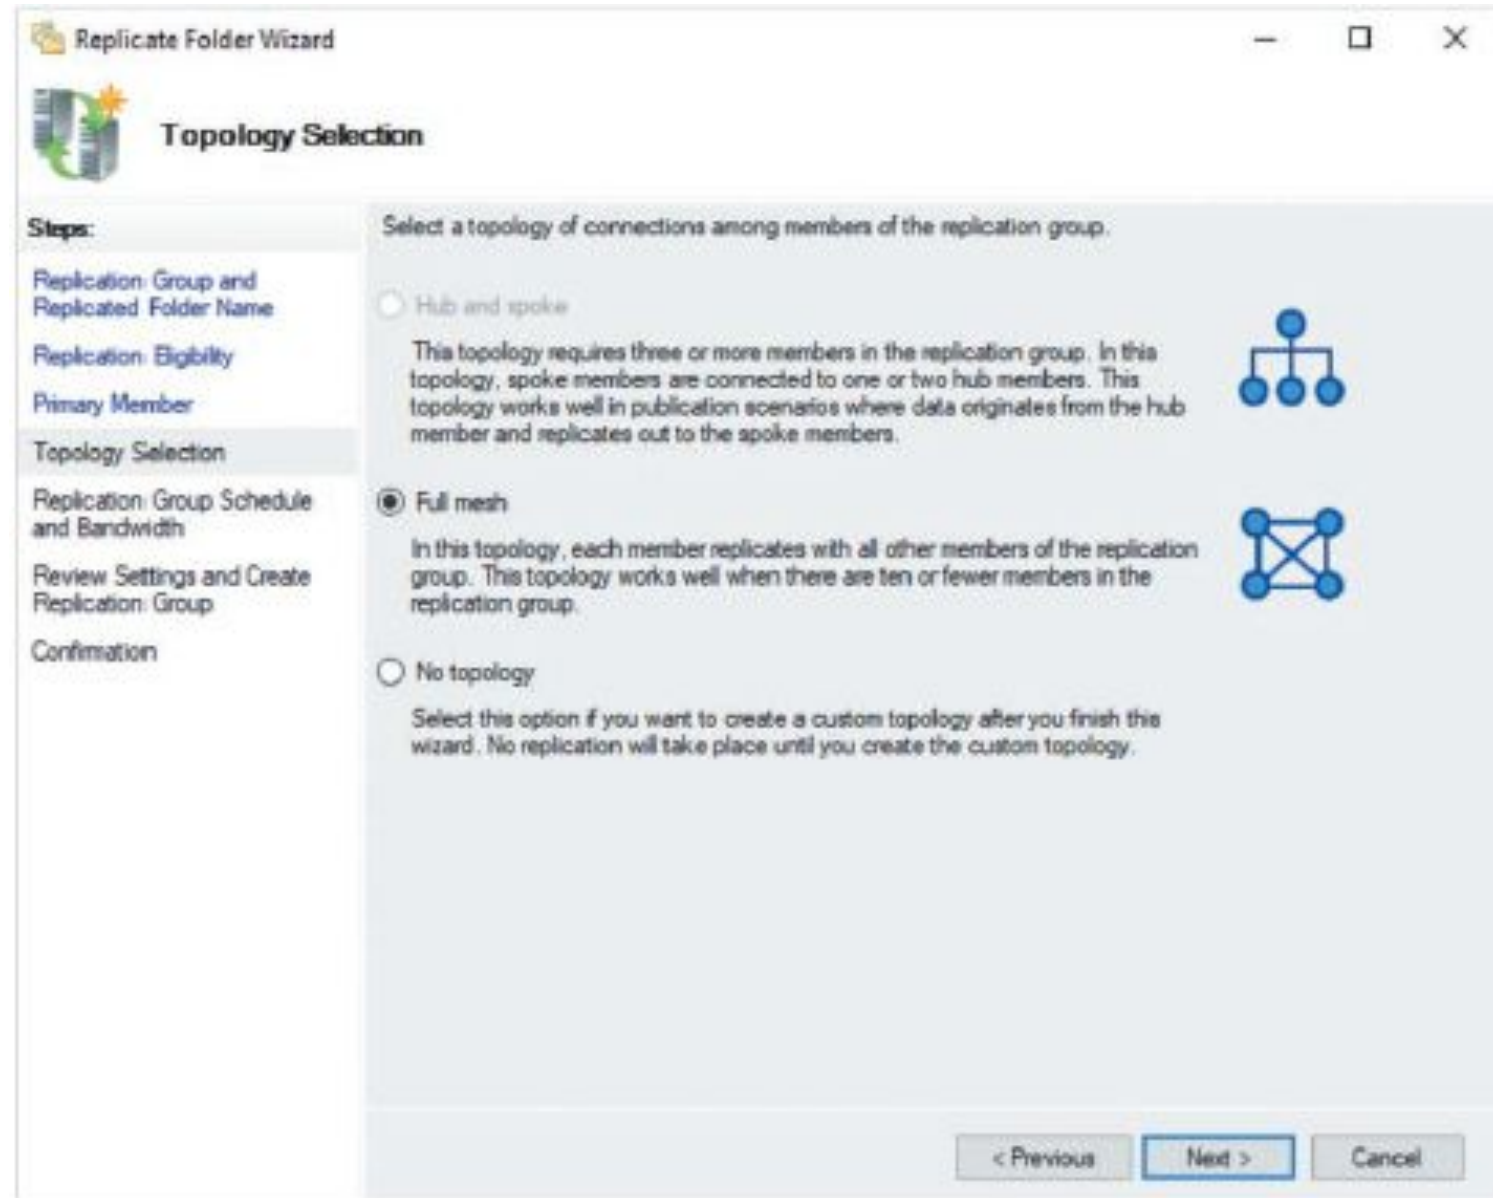 Replicate Folder Wizard
Topology Selection
Steps:
Replication Group and
Replicated Folder Name
Replication Eligibility
Primary Member
Topology Selection
Replication Group Schedule
and Bandwidth
Review Settings and Create
Replication Group
Confirmation
Select a topology of connections among members of the replication group.
Hub and spoke
This topology requires three or more members in the replication group. In this
topology, spoke members are connected to one or two hub members. This
topology works well in publication scenarios where data originates from the hub
member and replicates out to the spoke members.
Full mesh
In this topology, each member replicates with all other members of the replication
group. This topology works well when there are ten or fewer members in the
replication group.
No topology
Select this option if you want to create a custom topology after you finish this
wizard. No replication will take place until you create the custom topology.
< Previous
Next >
Cancel